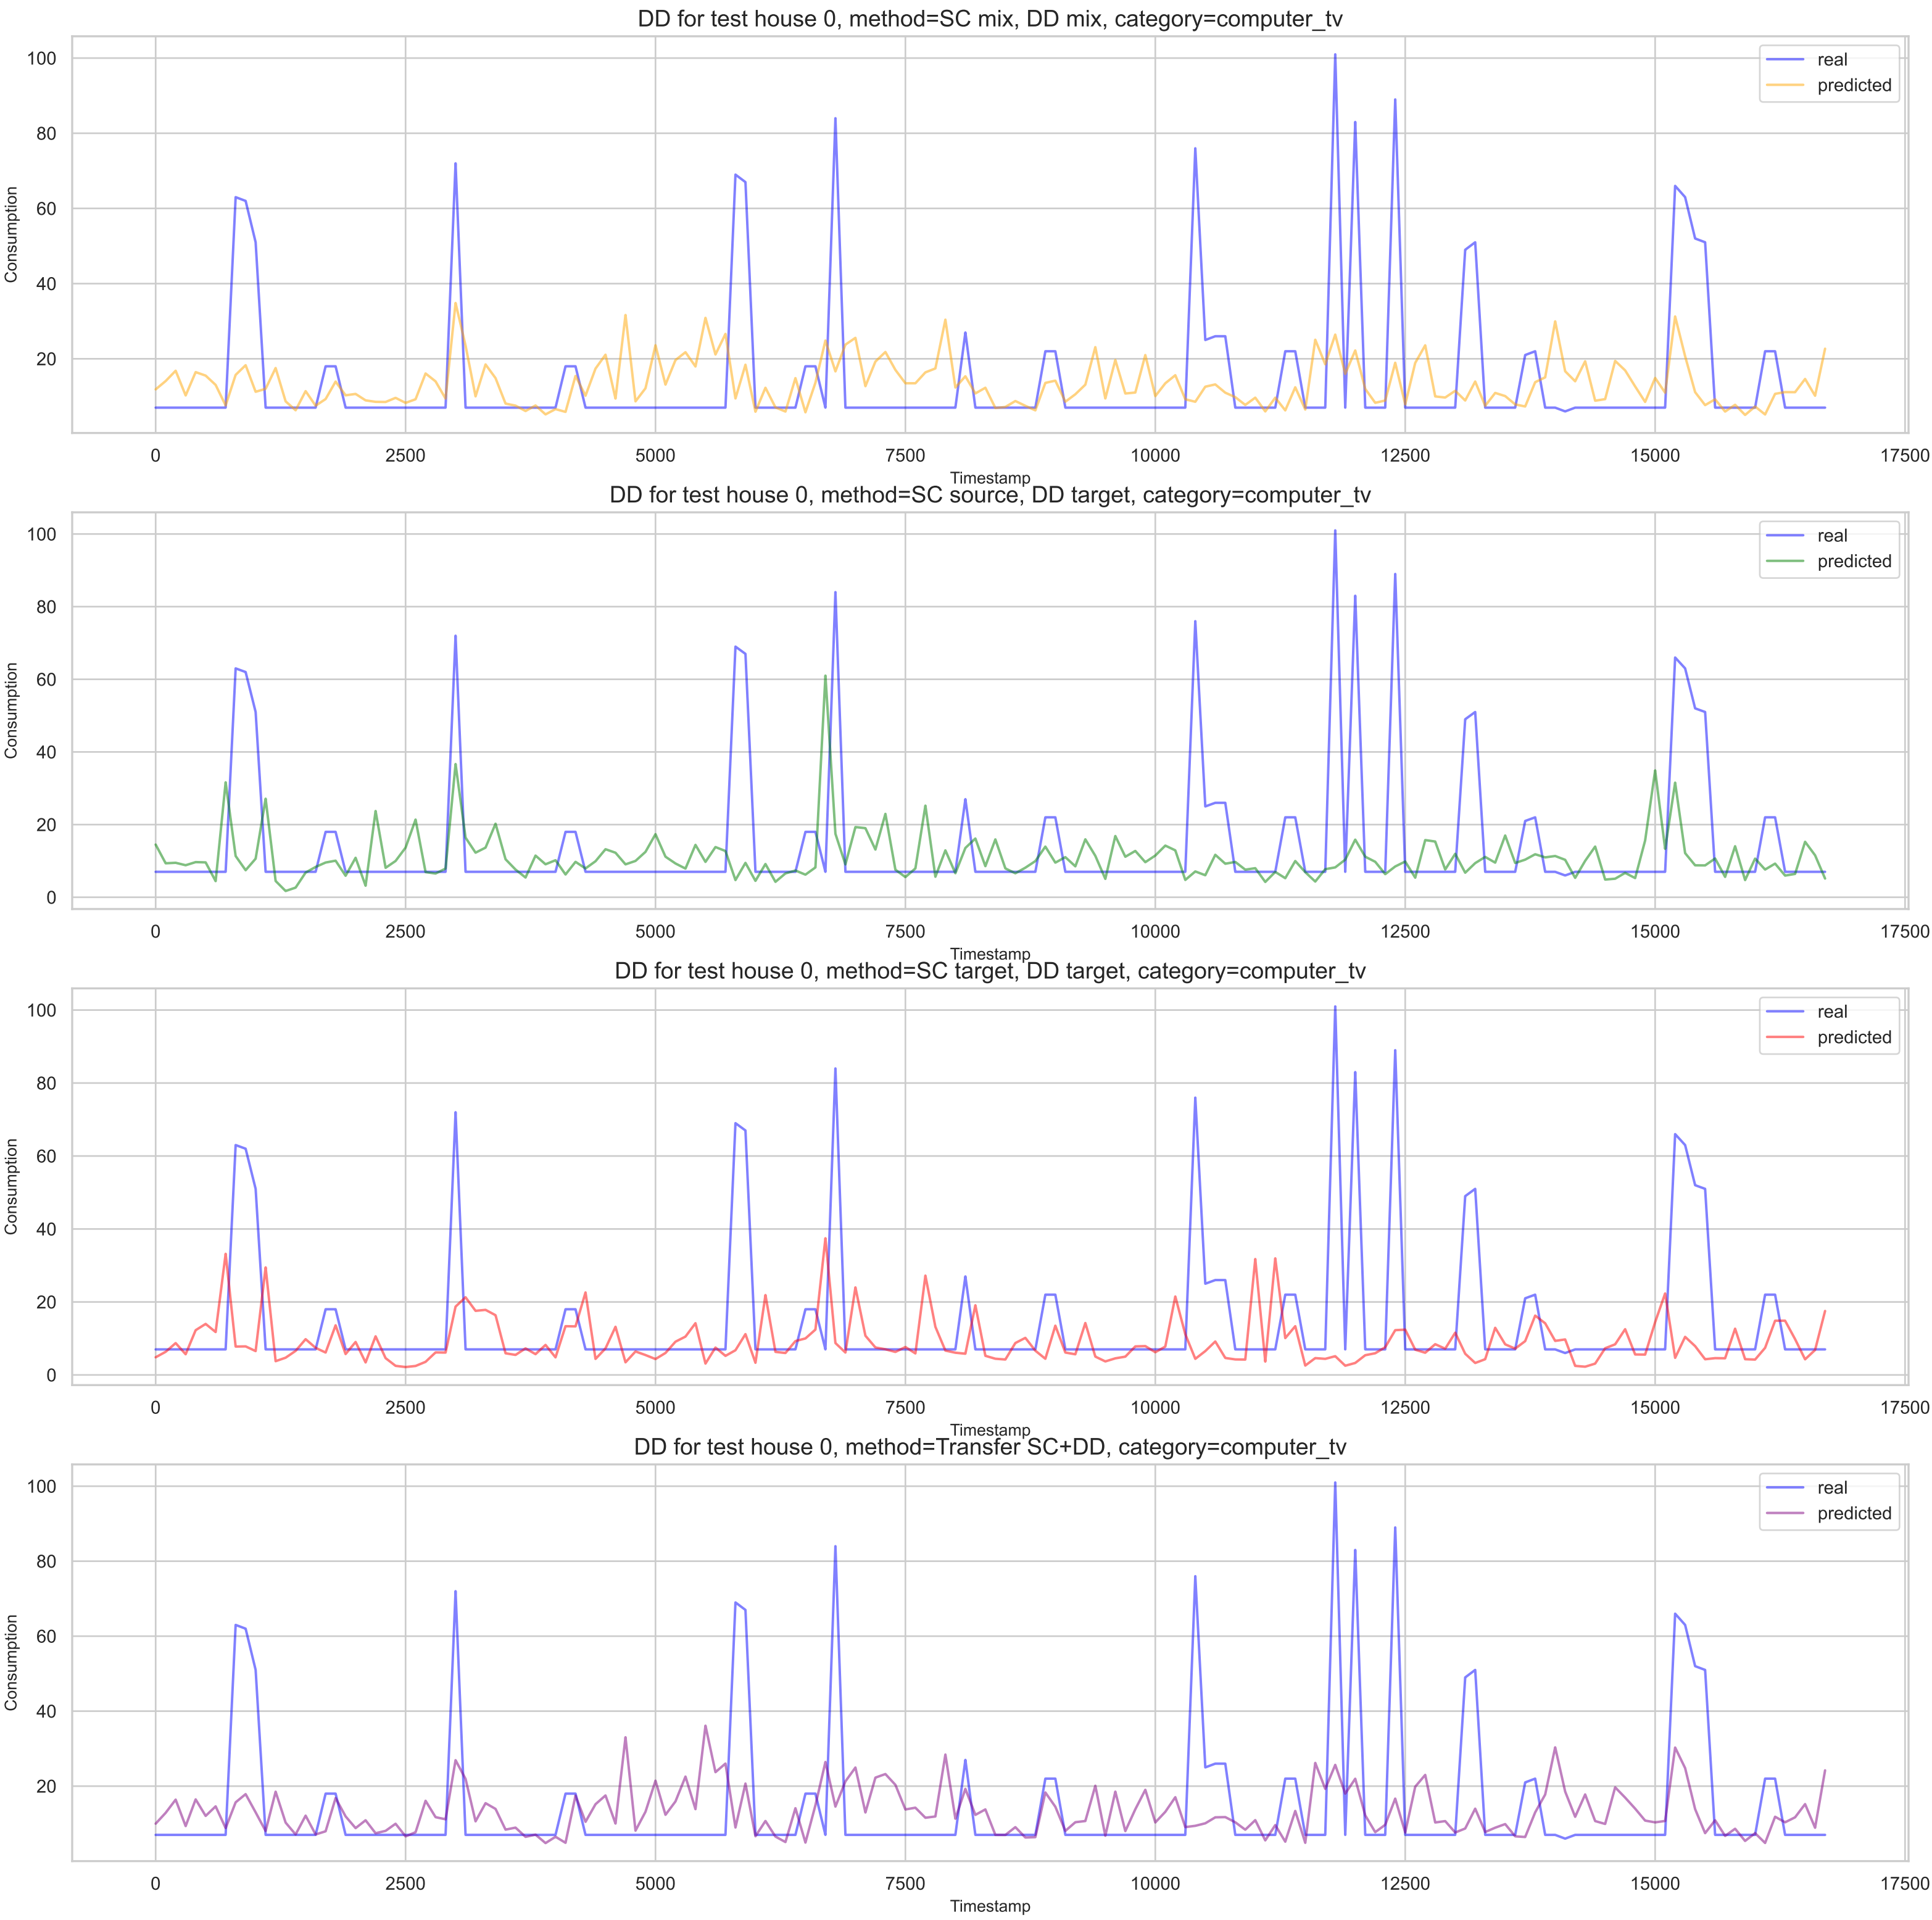 DD for test house 0, method=SC mix, DD mix, category=computer_tv
real
predicted
Consumption
100
80
60
40
20
0 2500 5000 7500 10000 12500 15000 17500
Timestamp
DD for test house 0, method=SC source, DD target, category=computer_tv
real
predicted
Consumption
100
80
60
40
20
0
0 2500 5000 7500 10000 12500 15000 17500
Timestamp
DD for test house 0, method=SC target, DD target, category=computer_tv
real
predicted
Consumption
100
80
60
40
20
0
0 2500 5000 7500 10000 12500 15000 17500
Timestamp
DD for test house 0, method=Transfer SC+DD, category=computer_tv
real
predicted
Consumption
100
80
60
40
20
0 2500 5000 7500 10000 12500 15000 17500
Timestamp